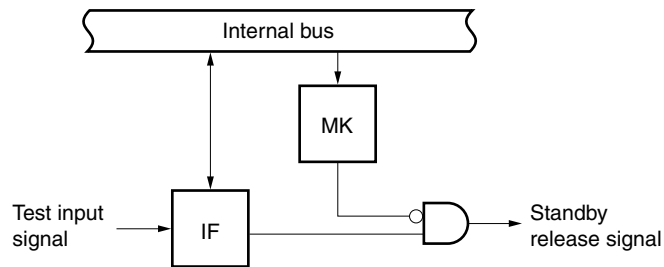 Internal bus
MK
Test input
signal
IF
Standby
release signal